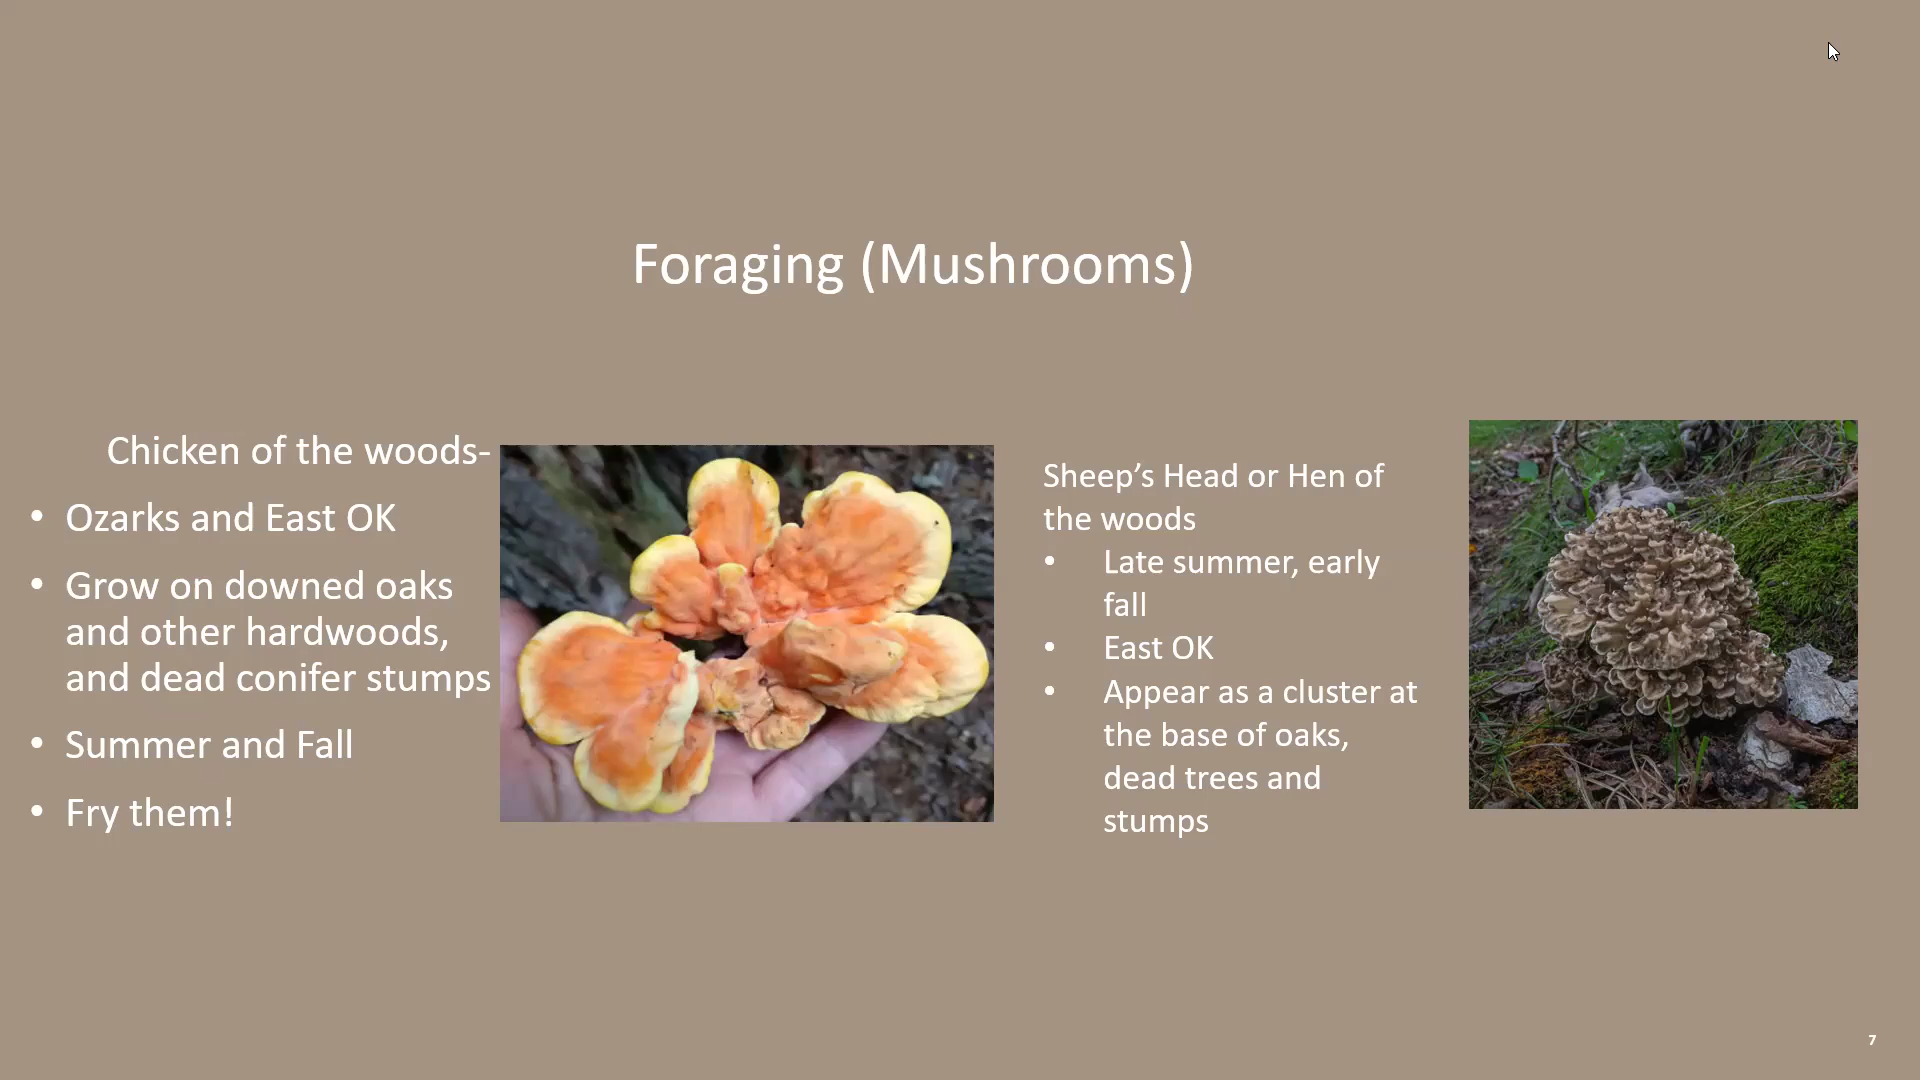 Foraging (Mushrooms)
Chicken of the woods-
• Ozarks and East OK
• Grow on downed oaks
and other hardwoods,
and dead conifer stumps
• Summer and Fall
• Fry them!
Sheep’s Head or Hen of
the woods
• Late summer, early
fall
• East OK
• Appear as a cluster at
the base of oaks,
dead trees and
stumps
7